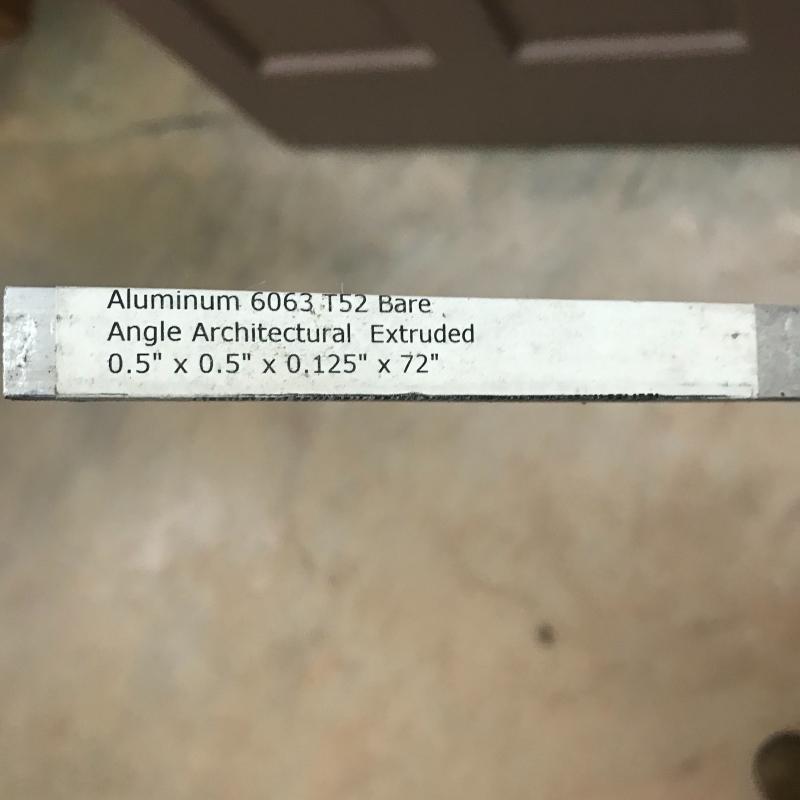 Aluminum 6063 T52 Bare
Angle Architectural Extruded
0.5" x 0.5" x 0.125" x 72"